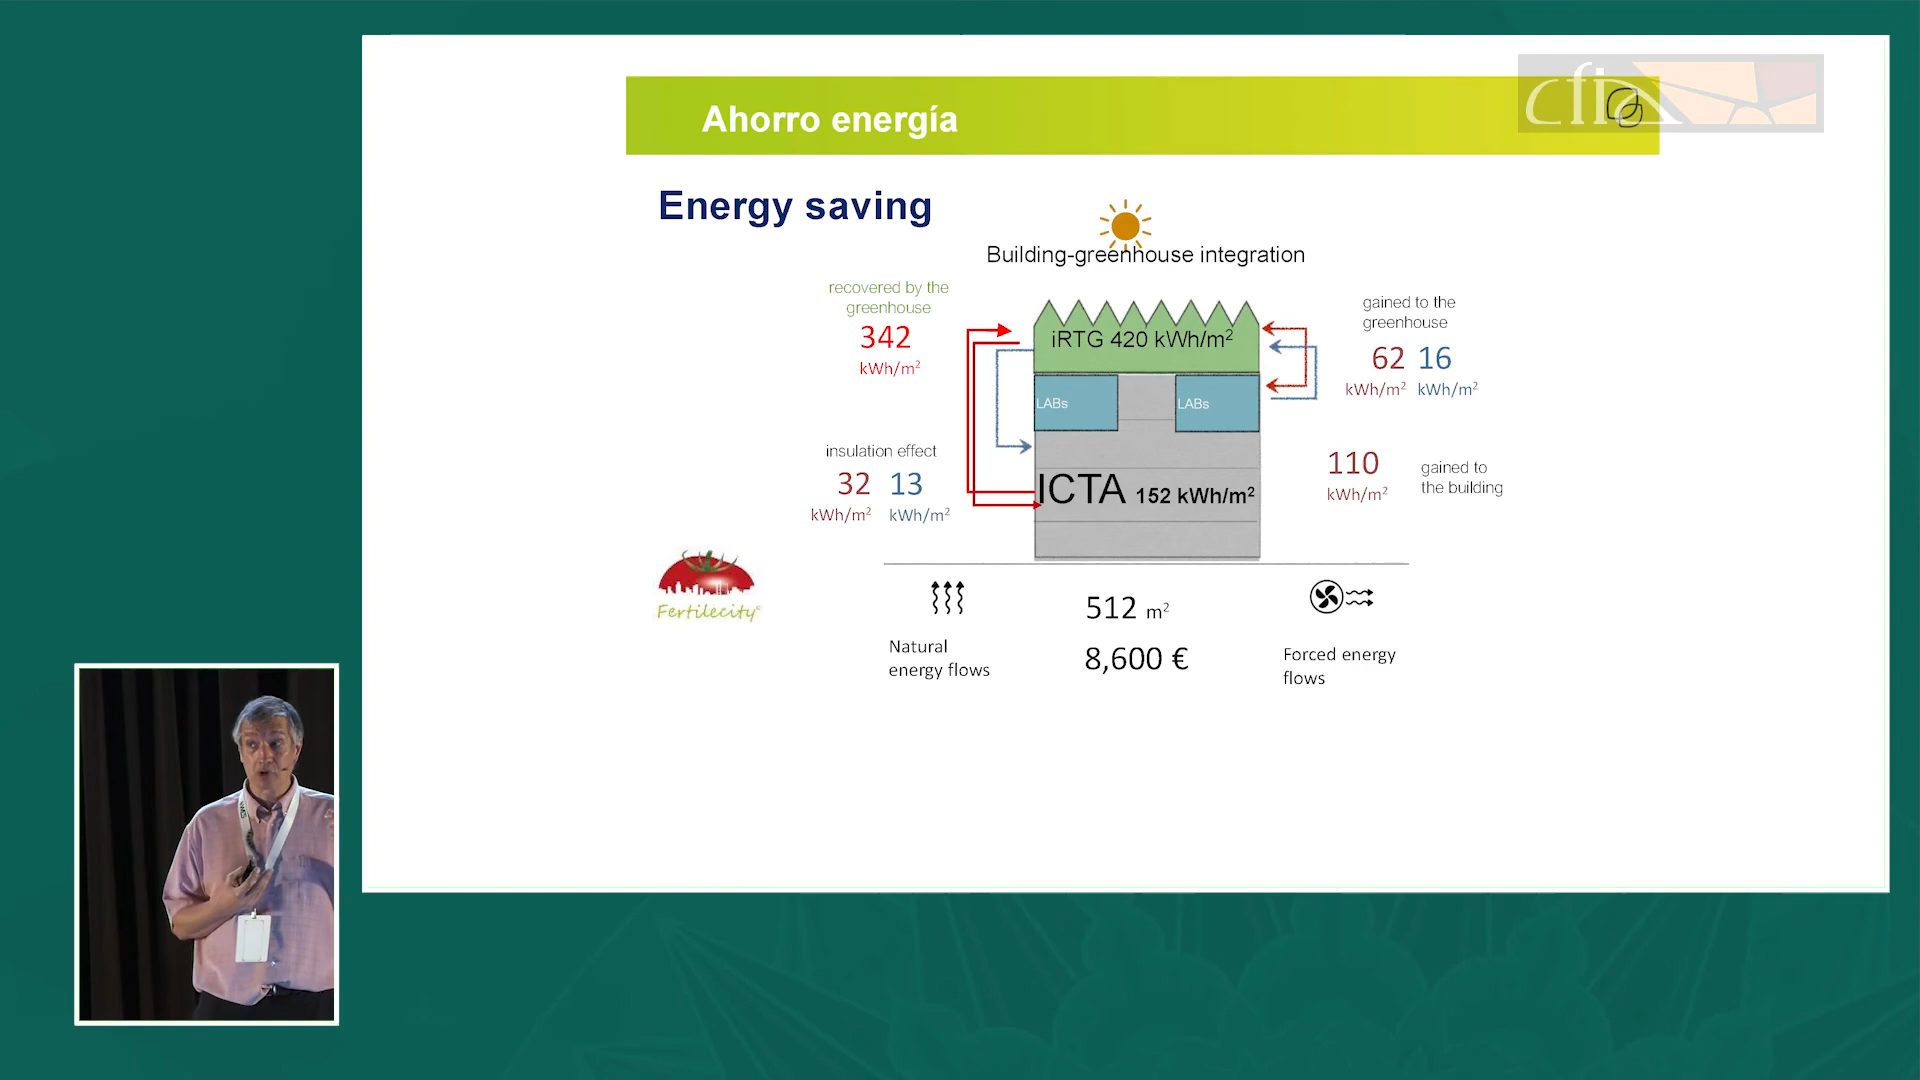 cfia
Ahorro energía
Energy saving
Building-greenhouse integration
recovered by the
greenhouse
342
kWh/m²
iRTG 420 kWh/m²
gained to the
greenhouse
62 16
kWh/m² kWh/m²
LABs LABs
insulation effect
32 13
kWh/m² kWh/m²
ICTA 152 kWh/m²
110
kWh/m²
gained to
the building
Fertilecity
Natural
energy flows
512 m²
8,600 €
Forced energy
flows